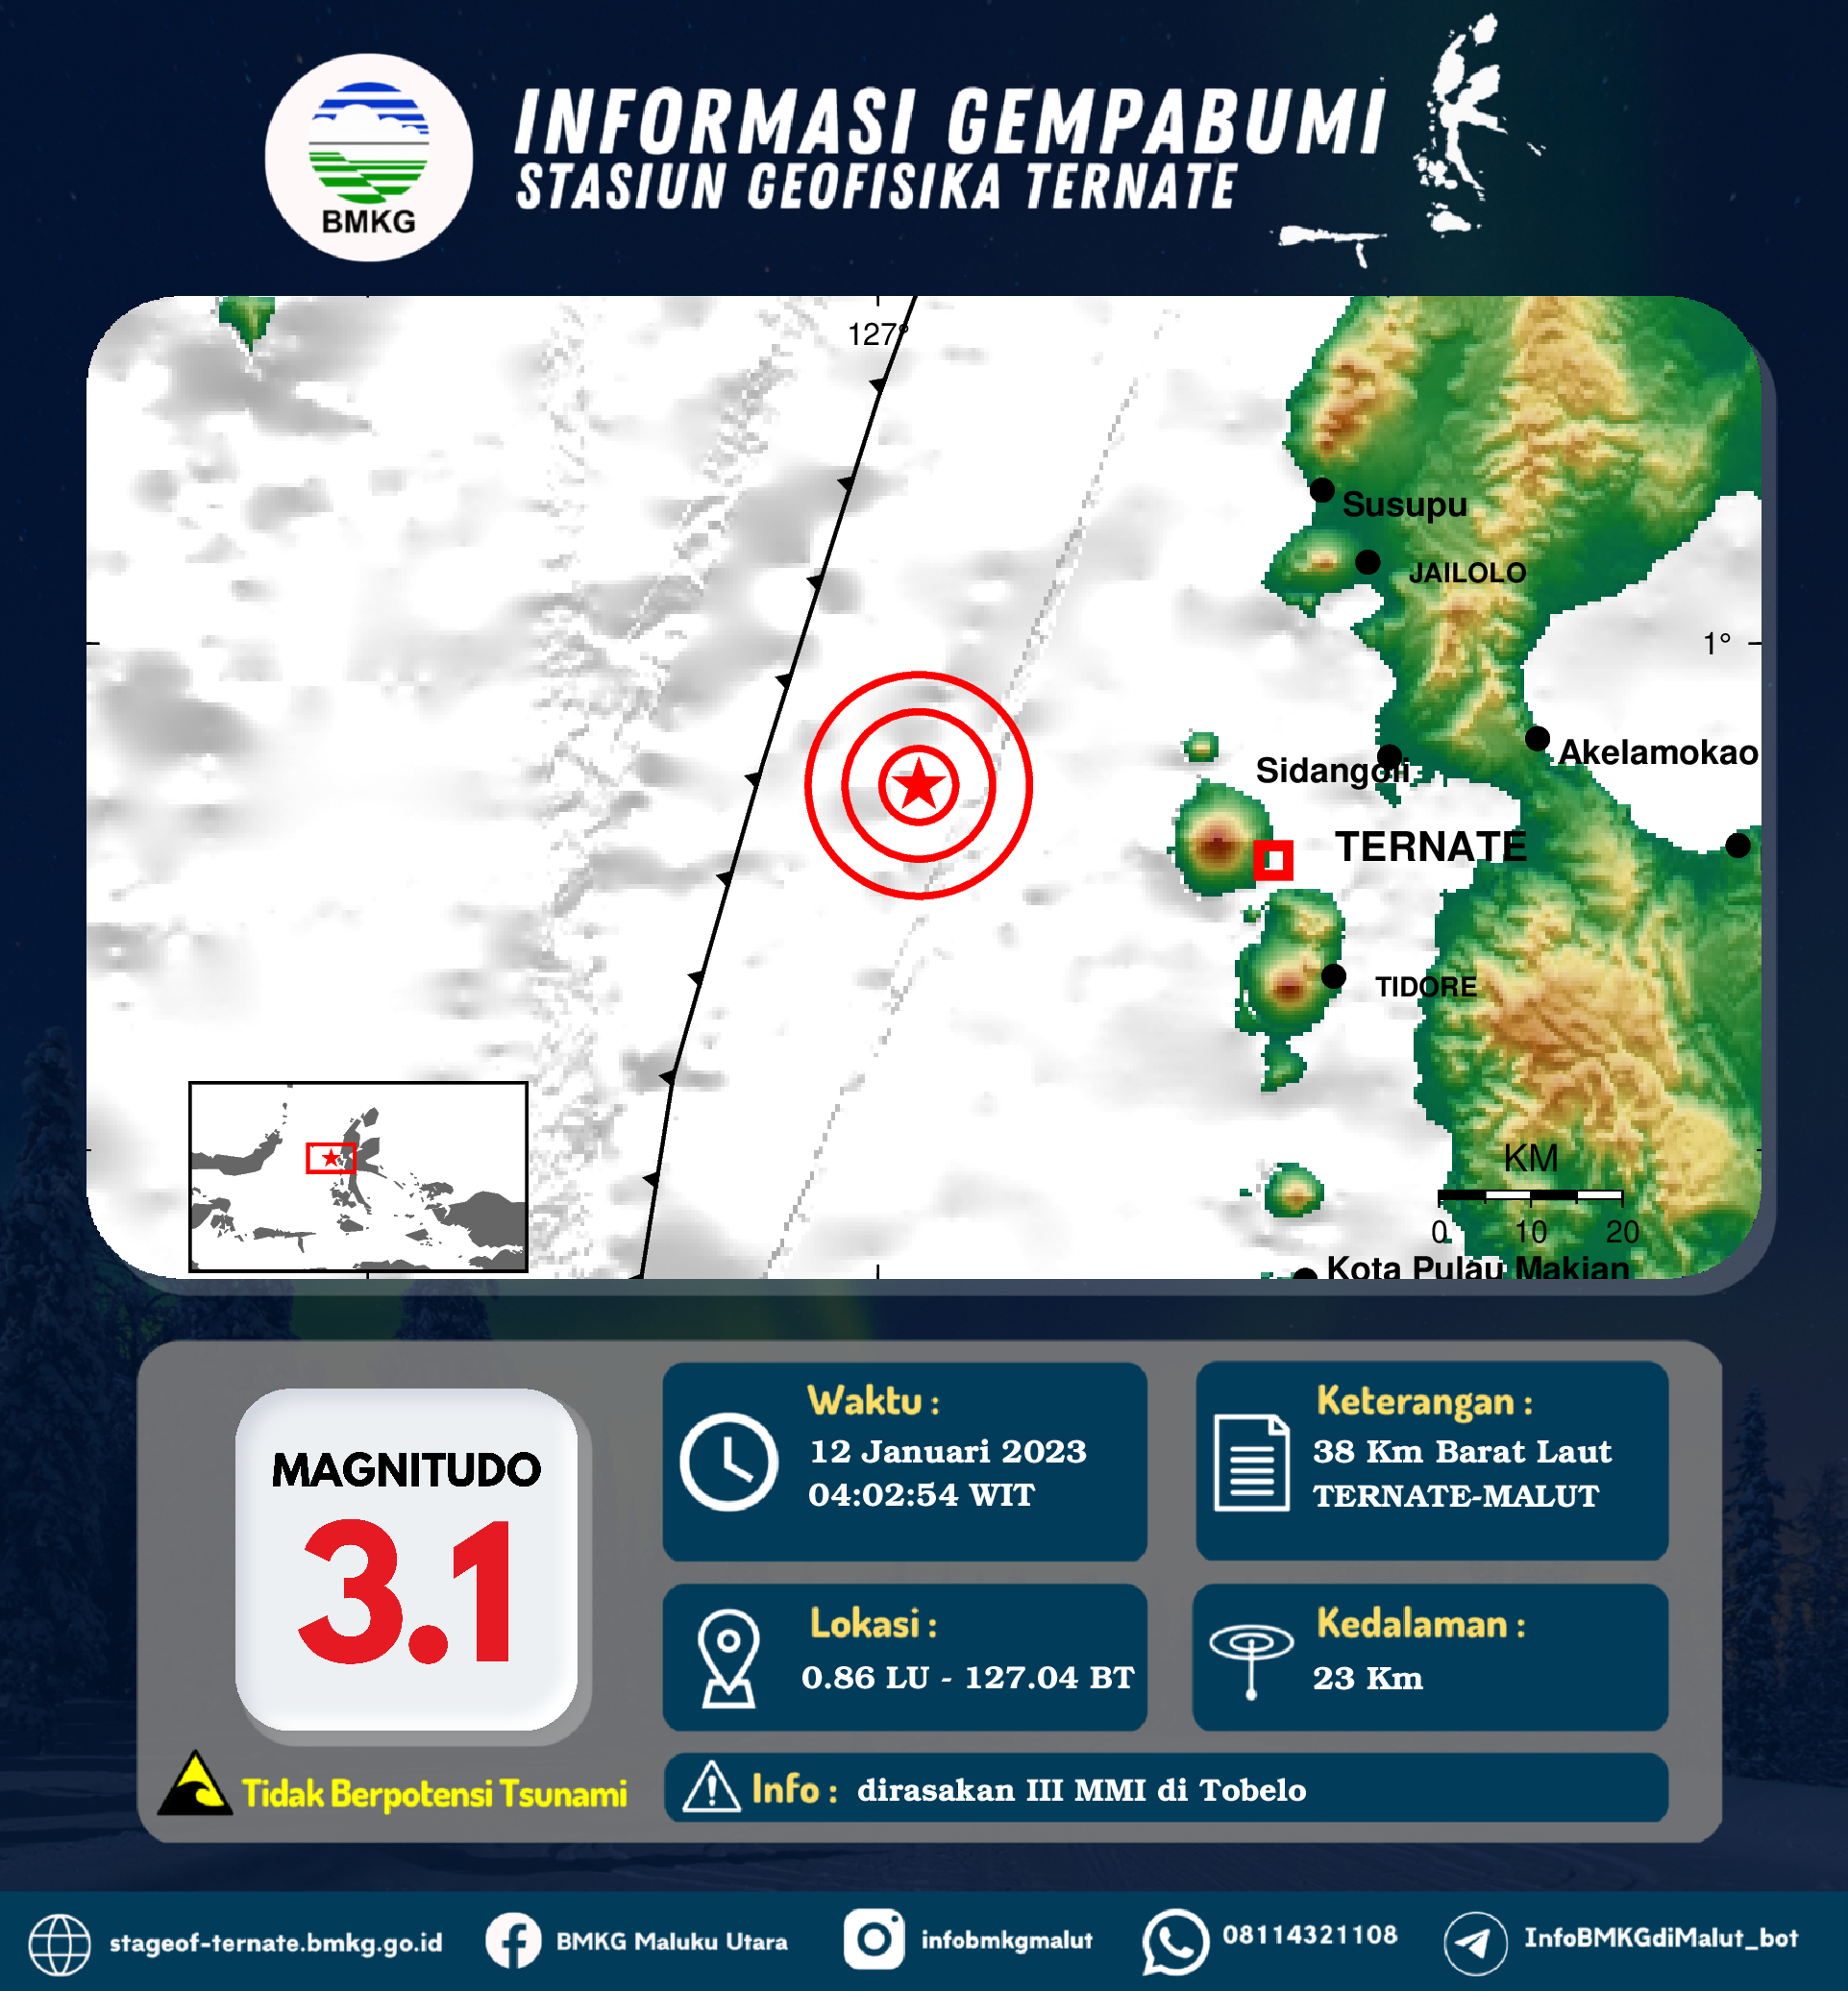 BMKG
INFORMASI GEMPABUMI
STASIUN GEOFISIKA TERNATE
127°
Susupu
JAILOLO
1°
Sidangoli
Akelamokao
TERNATE
TIDORE
KM
0 10 20
Kota Pulau Makian
MAGNITUDO
3.1
Waktu :
12 Januari 2023
04:02:54 WIT
Keterangan :
38 Km Barat Laut
TERNATE-MALUT
Lokasi :
0.86 LU - 127.04 BT
Kedalaman :
23 Km
Tidak Berpotensi Tsunami
Info : dirasakan III MMI di Tobelo
stageof-ternate.bmkg.go.id
BMKG Maluku Utara
infobmkgmalut
08114321108
InfoBMKGdiMalut_bot